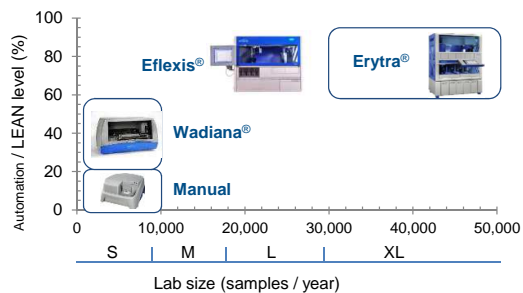 Automation / LEAN level (%)
100
80
60
40
20
0
Eflexis®
Erytra®
Wadiana®
Manual
0 10,000 20,000 30,000 40,000 50,000
S M L XL
Lab size (samples / year)